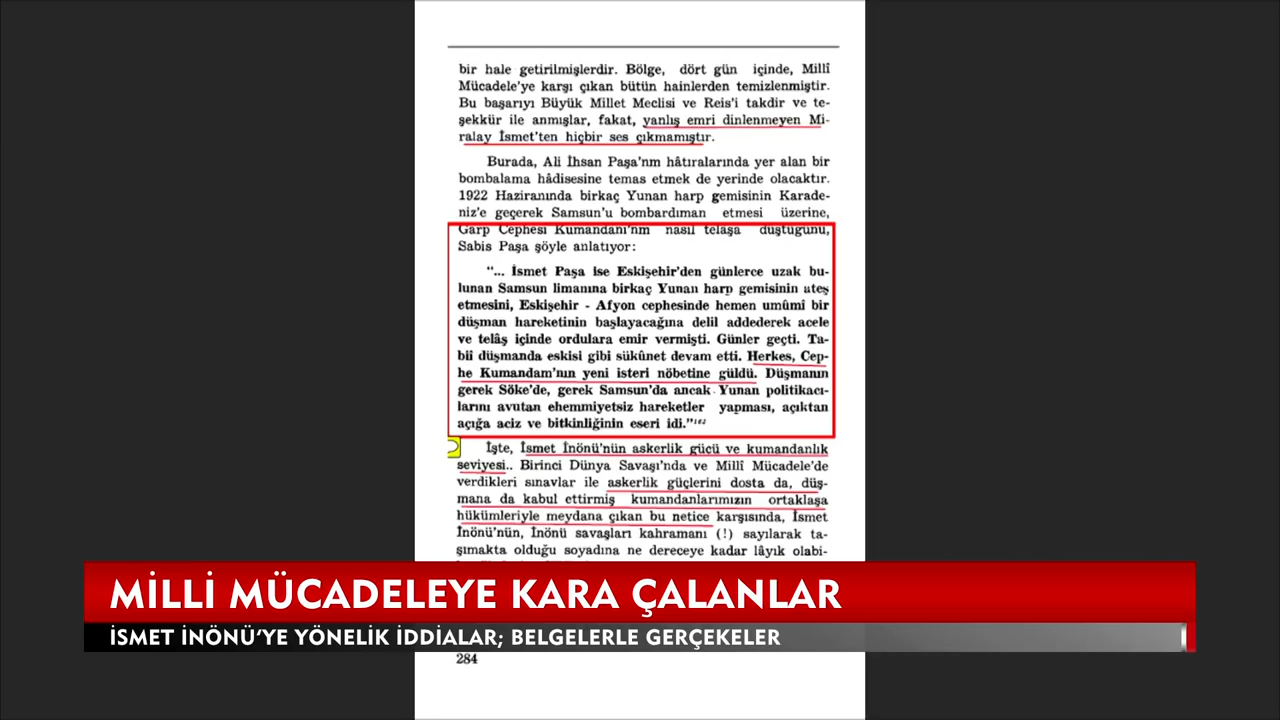 bir hale getirilmişlerdir. Bölge, dört gün içinde, Millî
Mücadele'ye karşı çıkan bütün hainlerden temizlenmiştir.
Bu başarıyı Büyük Millet Meclisi ve Reis'i takdir ve te-
şekkür ile anmışlar, fakat, yanlış emri dinlenmeyen Mi-
ralay İsmet'ten hiçbir ses çıkmamıştır.
Burada, Ali İhsan Paşa'nm hâtıralarında yer alan bir
bombalama hâdisesine temas etmek de yerinde olacaktır.
1922 Haziranında birkaç Yunan harp gemisinin Karade-
niz'e geçerek Samsun'u bombardıman etmesi üzerine,
Garp Cephesi Kumandanı'nm nasıl telaşa düştüğünü,
Sabis Paşa şöyle anlatıyor:
"... İsmet Paşa ise Eskişehir'den günlerce uzak bu-
lunan Samsun limanına birkaç Yunan harp gemisinin ateş
etmesini, Eskişehir - Afyon cephesinde hemen umûmî bir
düşman hareketinin başlayacağına delil addederek acele
ve telâş içinde ordulara emir vermişti. Günler geçti. Ta-
bii düşmanda eskisi gibi sükûnet devam etti. Herkes, Cep-
he Kumandam'nın yeni isteri nöbetine güldü. Düşmanın
gerek Söke'de, gerek Samsun'da ancak Yunan politikacı-
larını avutan ehemmiyetsiz hareketler yapması, açıktan
açığa aciz ve bitkinliğinin eseri idi."¹⁶²
İşte, İsmet İnönü'nün askerlik gücü ve kumandanlık
seviyesi.. Birinci Dünya Savaşı'nda ve Millî Mücadele'de
verdikleri sınavlar ile askerlik güçlerini dosta da, düş-
mana da kabul ettirmiş kumandanlarımızın ortaklaşa
hükümleriyle meydana çıkan bu netice karşısında, İsmet
İnönü'nün, İnönü savaşları kahramanı (!) sayılarak ta-
şımakta olduğu soyadına ne dereceye kadar lâyık olabi-
MİLLİ MÜCADELEYE KARA ÇALANLAR
İSMET İNÖNÜ'YE YÖNELİK İDDİALAR; BELGELERLE GERÇEKELER
284